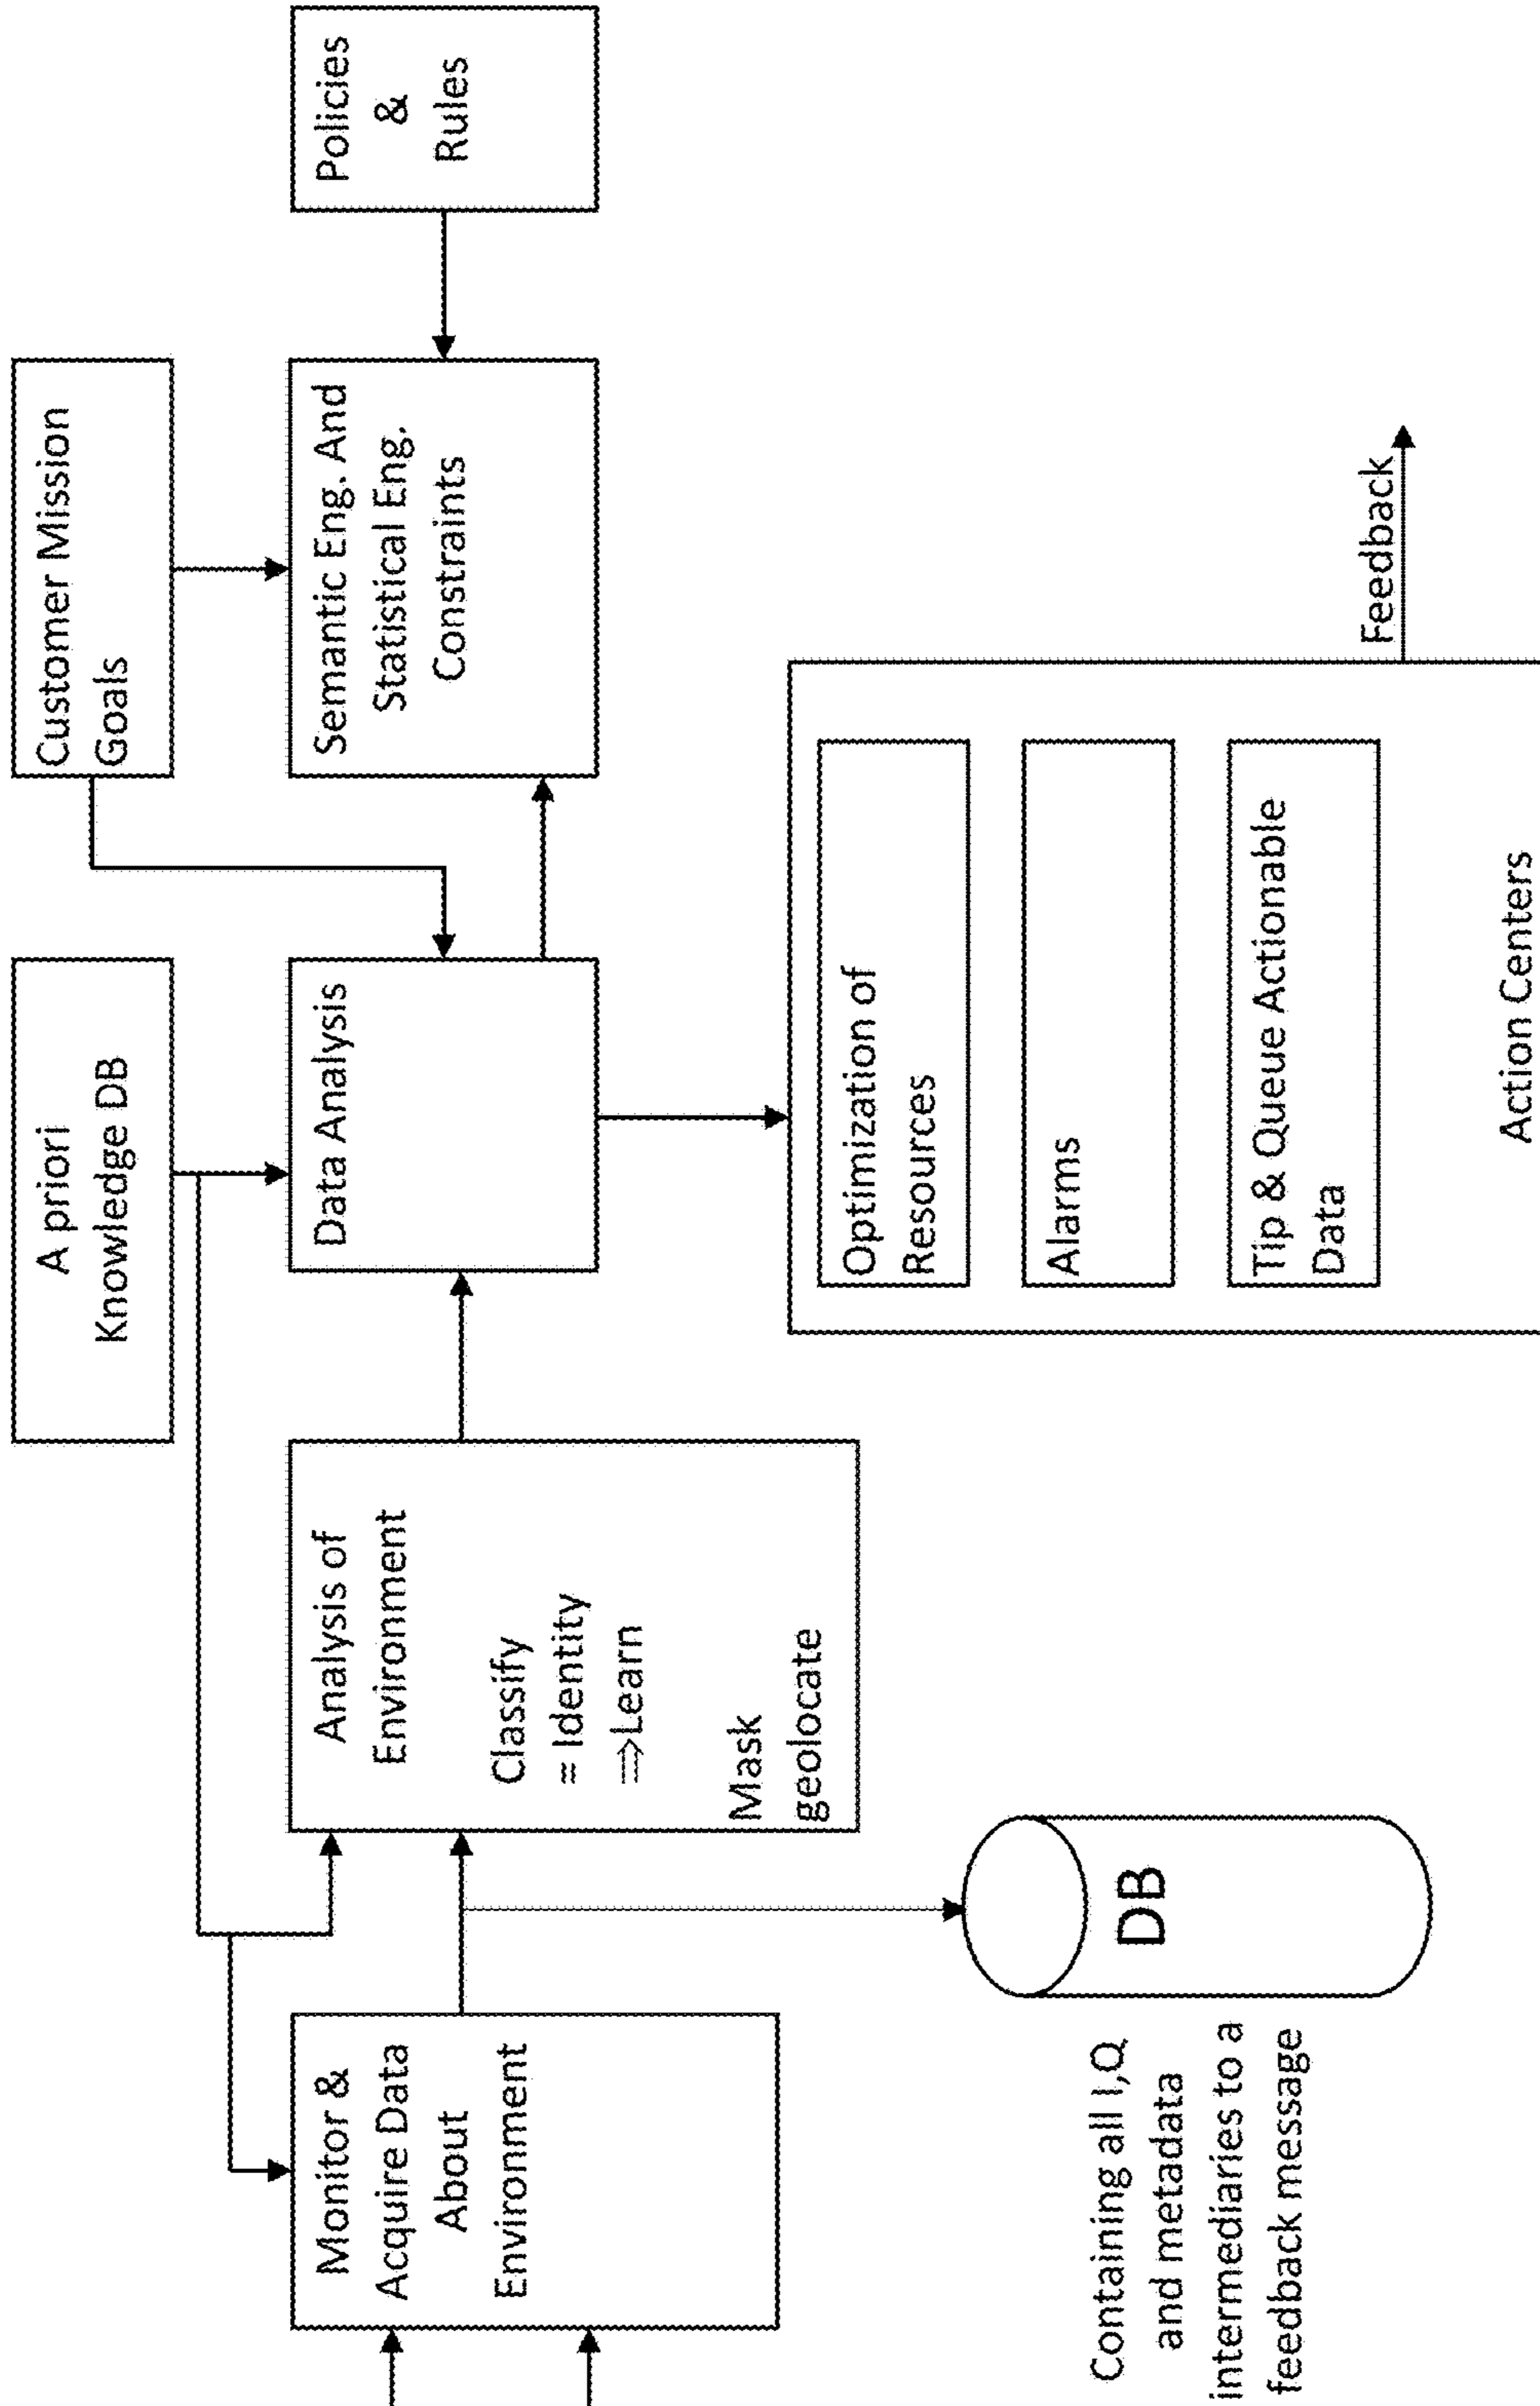 A priori
Knowledge DB
Customer Mission
Goals
Monitor &
Acquire Data
About
Environment
Analysis of
Environment
Classify
= Identity
⇒Learn
Mask
geolocate
Data Analysis
Semantic Eng. And
Statistical Eng.
Constraints
Policies
&
Rules
DB
Containing all I,Q
and metadata
intermediaries to a
feedback message
Optimization of
Resources
Alarms
Tip & Queue Actionable
Data
Action Centers
Feedback